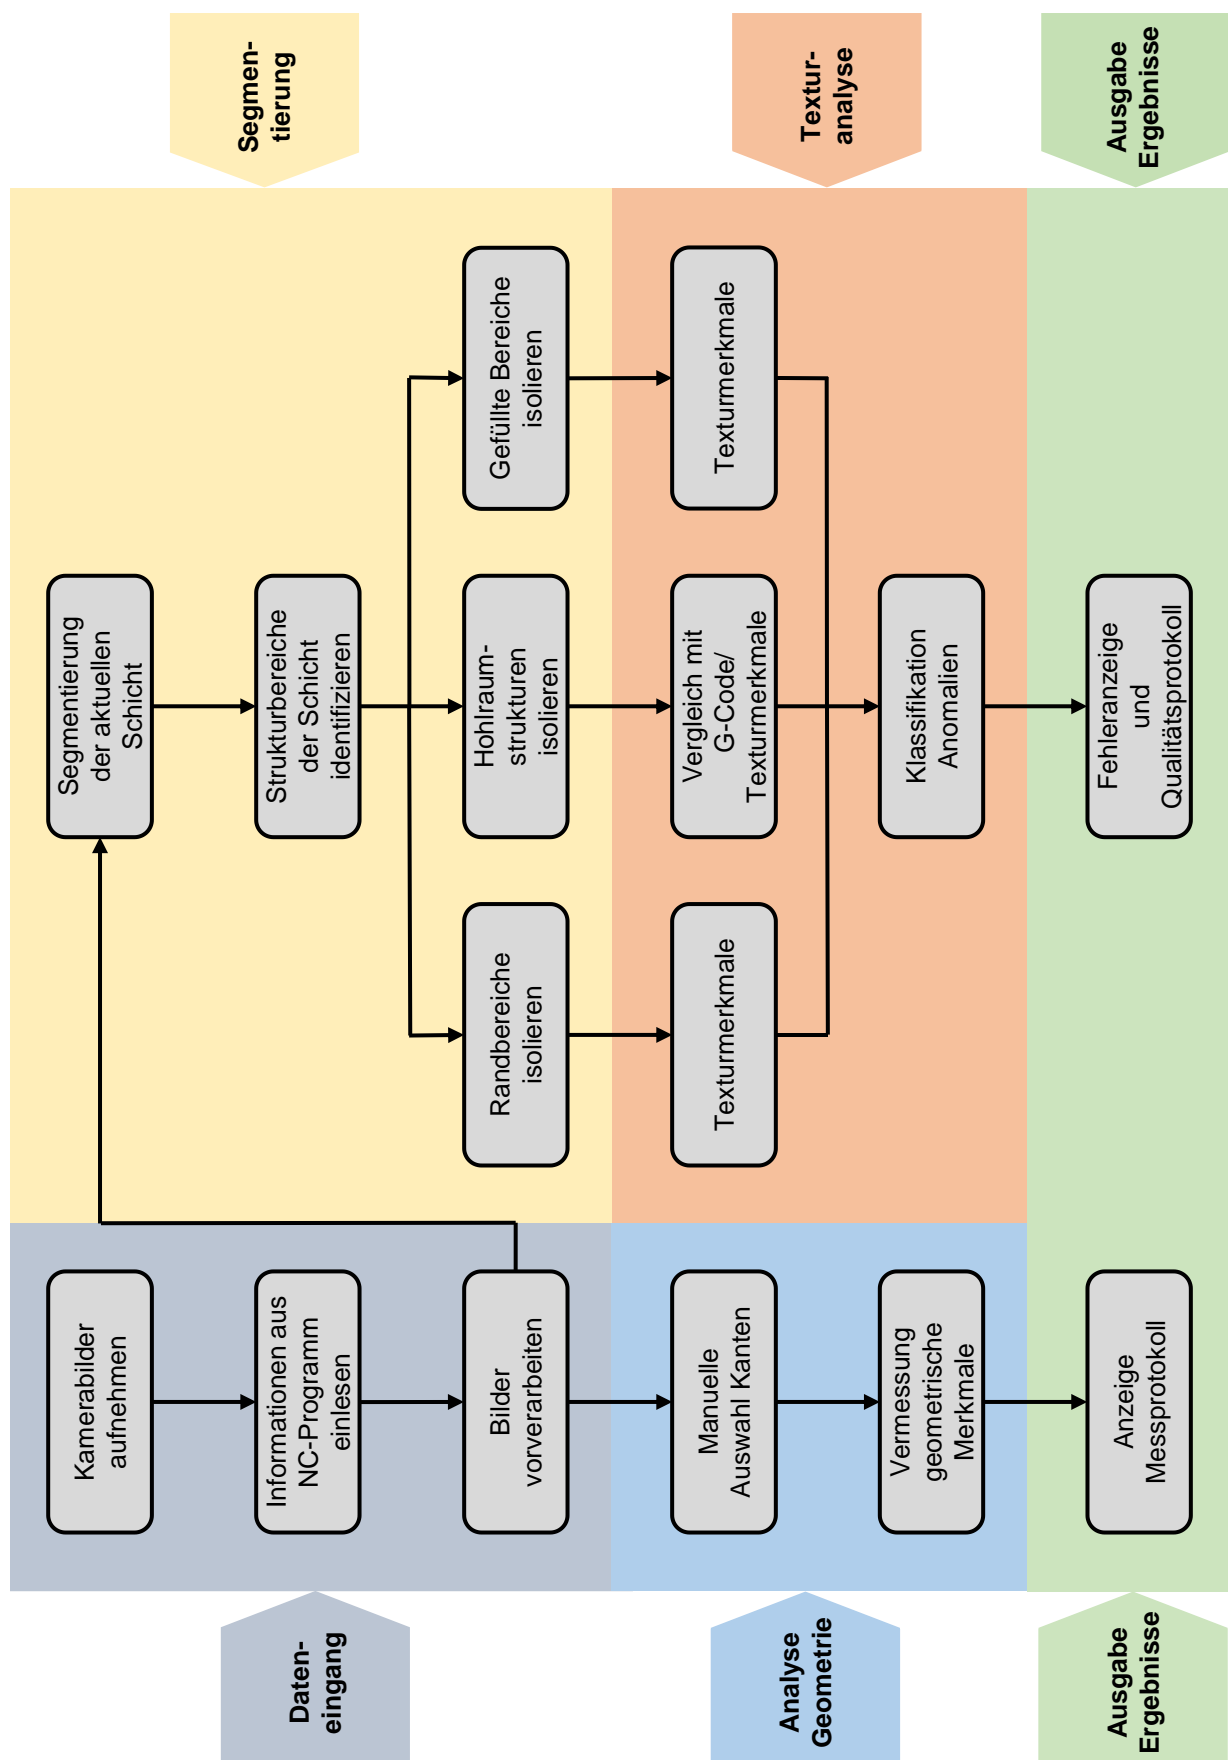 Daten-
eingang
Kamerabilder
aufnehmen
Informationen aus
NC-Programm
einlesen
Bilder
vorverarbeiten
Analyse
Geometrie
Manuelle
Auswahl Kanten
Vermessung
geometrische
Merkmale
Ausgabe
Ergebnisse
Anzeige
Messprotokoll
Segmen-
tierung
Segmentierung
der aktuellen
Schicht
Strukturbereiche
der Schicht
identifizieren
Randbereiche
isolieren
Hohlraum-
strukturen
isolieren
Gefüllte Bereiche
isolieren
Textur-
analyse
Texturmerkmale
Vergleich mit
G-Code/
Texturmerkmale
Texturmerkmale
Klassifikation
Anomalien
Ausgabe
Ergebnisse
Fehleranzeige
und
Qualitätsprotokoll